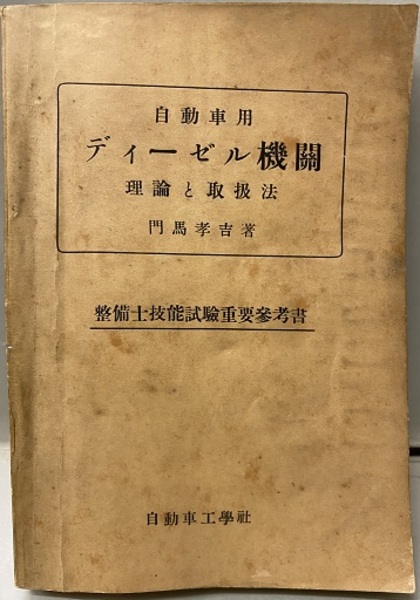 自動車用
ディーゼル機關
理論と取扱法
門馬孝吉著
整備士技能試驗重要參考書
自動車工學社